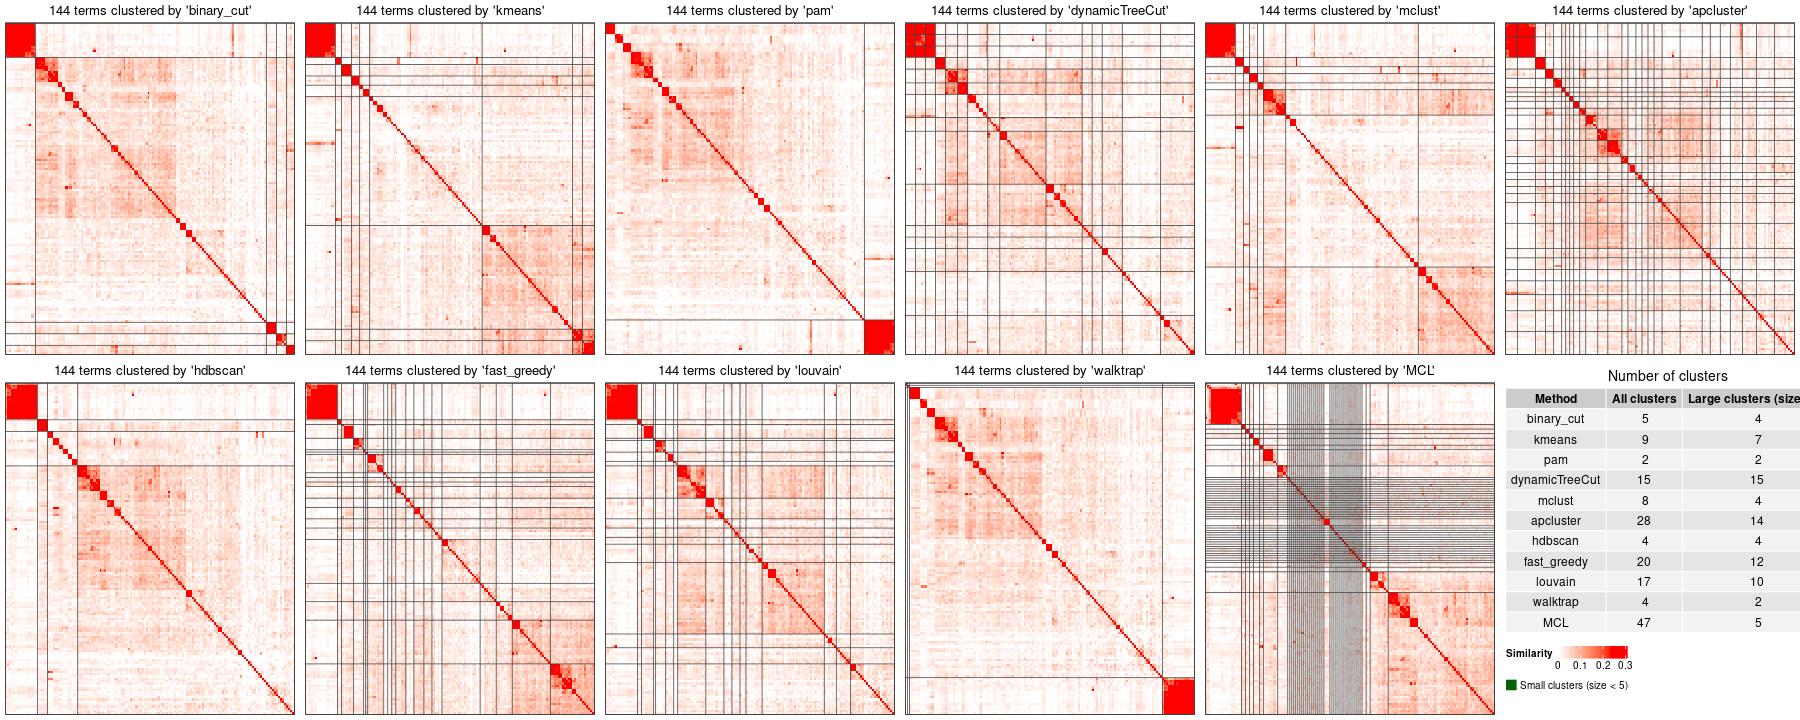 144 terms clustered by 'binary_cut'
144 terms clustered by 'kmeans'
144 terms clustered by 'pam'
144 terms clustered by 'dynamicTreeCut'
144 terms clustered by 'mclust'
144 terms clustered by 'apcluster'
144 terms clustered by 'hdbscan'
144 terms clustered by 'fast_greedy'
144 terms clustered by 'louvain'
144 terms clustered by 'walktrap'
144 terms clustered by 'MCL'
Number of clusters
Method All clusters Large clusters (size
binary_cut 5 4
kmeans 9 7
pam 2 2
dynamicTreeCut 15 15
mclust 8 4
apcluster 28 14
hdbscan 4 4
fast_greedy 20 12
louvain 17 10
walktrap 4 2
MCL 47 5
Similarity
0 0.1 0.2 0.3
Small clusters (size < 5)